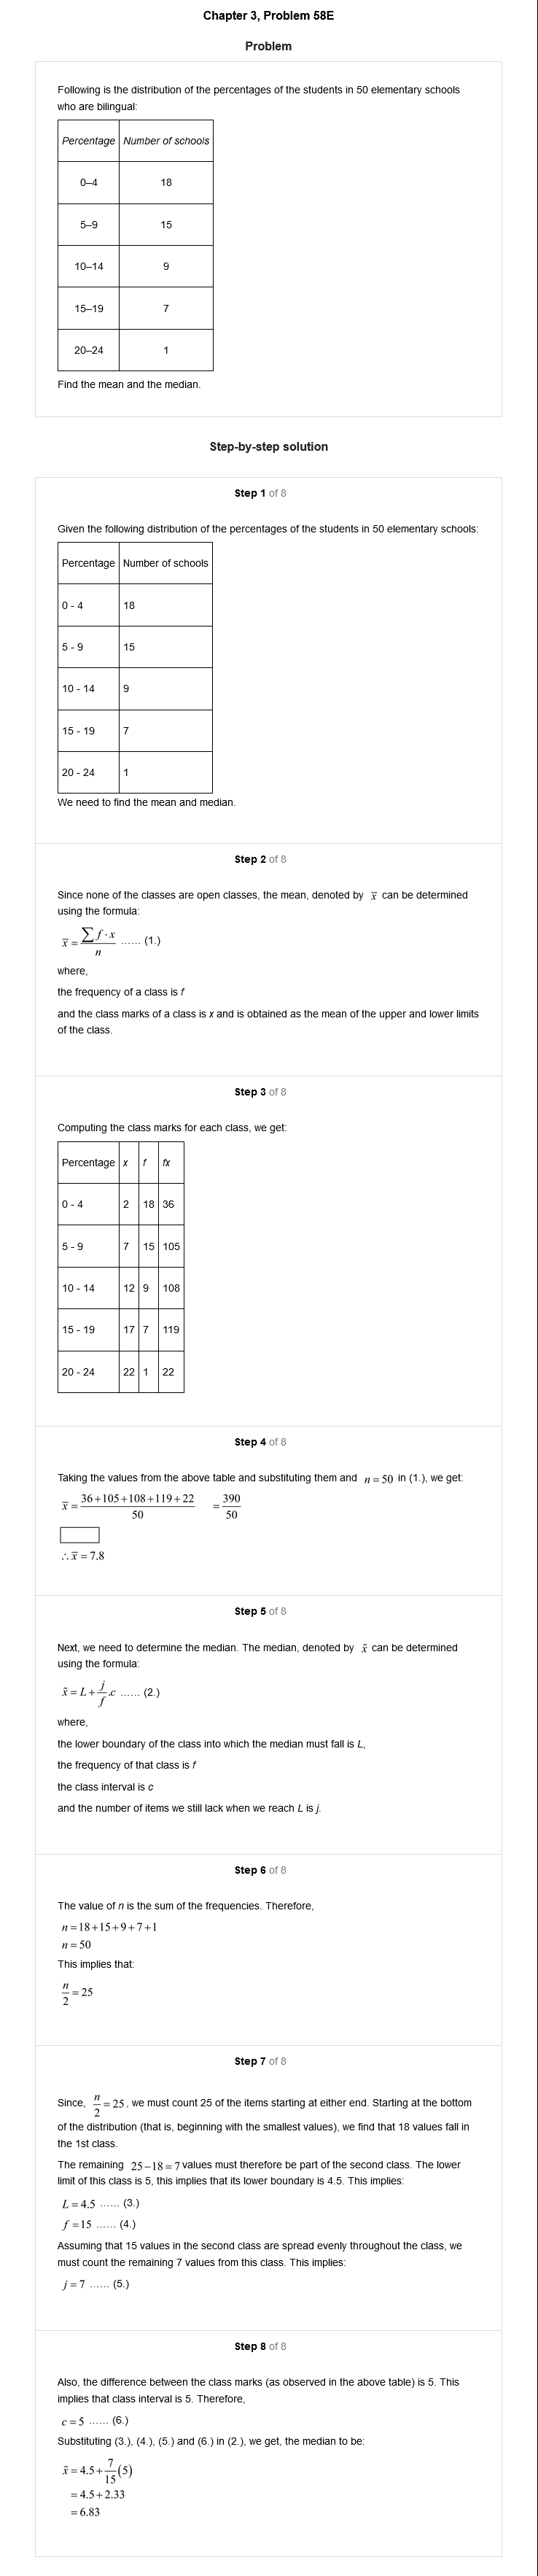 Chapter 3, Problem 58E
Problem
Following is the distribution of the percentages of the students in 50 elementary schools
who are bilingual:
Percentage Number of schools
0–4 18
5–9 15
10–14 9
15–19 7
20–24 1
Find the mean and the median.
Step-by-step solution
Step 1 of 8
Given the following distribution of the percentages of the students in 50 elementary schools:
Percentage Number of schools
0 - 4 18
5 - 9 15
10 - 14 9
15 - 19 7
20 - 24 1
We need to find the mean and median.
Step 2 of 8
Since none of the classes are open classes, the mean, denoted by x̄ can be determined
using the formula:
x̄ = ∑ f · x / n ...... (1.)
where,
the frequency of a class is f
and the class marks of a class is x and is obtained as the mean of the upper and lower limits
of the class.
Step 3 of 8
Computing the class marks for each class, we get:
Percentage x f fx
0 - 4 2 18 36
5 - 9 7 15 105
10 - 14 12 9 108
15 - 19 17 7 119
20 - 24 22 1 22
Step 4 of 8
Taking the values from the above table and substituting them and n = 50 in (1.), we get:
x̄ = 36+105+108+119+22 / 50 = 390 / 50
∴ x̄ = 7.8
Step 5 of 8
Next, we need to determine the median. The median, denoted by x̃ can be determined
using the formula:
x̃ = L + j/f .c ...... (2.)
where,
the lower boundary of the class into which the median must fall is L,
the frequency of that class is f
the class interval is c
and the number of items we still lack when we reach L is j.
Step 6 of 8
The value of n is the sum of the frequencies. Therefore,
n = 18+15+9+7+1
n = 50
This implies that:
n/2 = 25
Step 7 of 8
Since, n/2 = 25, we must count 25 of the items starting at either end. Starting at the bottom
of the distribution (that is, beginning with the smallest values), we find that 18 values fall in
the 1st class.
The remaining 25−18 = 7 values must therefore be part of the second class. The lower
limit of this class is 5, this implies that its lower boundary is 4.5. This implies:
L = 4.5 ...... (3.)
f = 15 ...... (4.)
Assuming that 15 values in the second class are spread evenly throughout the class, we
must count the remaining 7 values from this class. This implies:
j = 7 ...... (5.)
Step 8 of 8
Also, the difference between the class marks (as observed in the above table) is 5. This
implies that class interval is 5. Therefore,
c = 5 ...... (6.)
Substituting (3.), (4.), (5.) and (6.) in (2.), we get, the median to be:
x̃ = 4.5 + 7/15 (5)
= 4.5 + 2.33
= 6.83